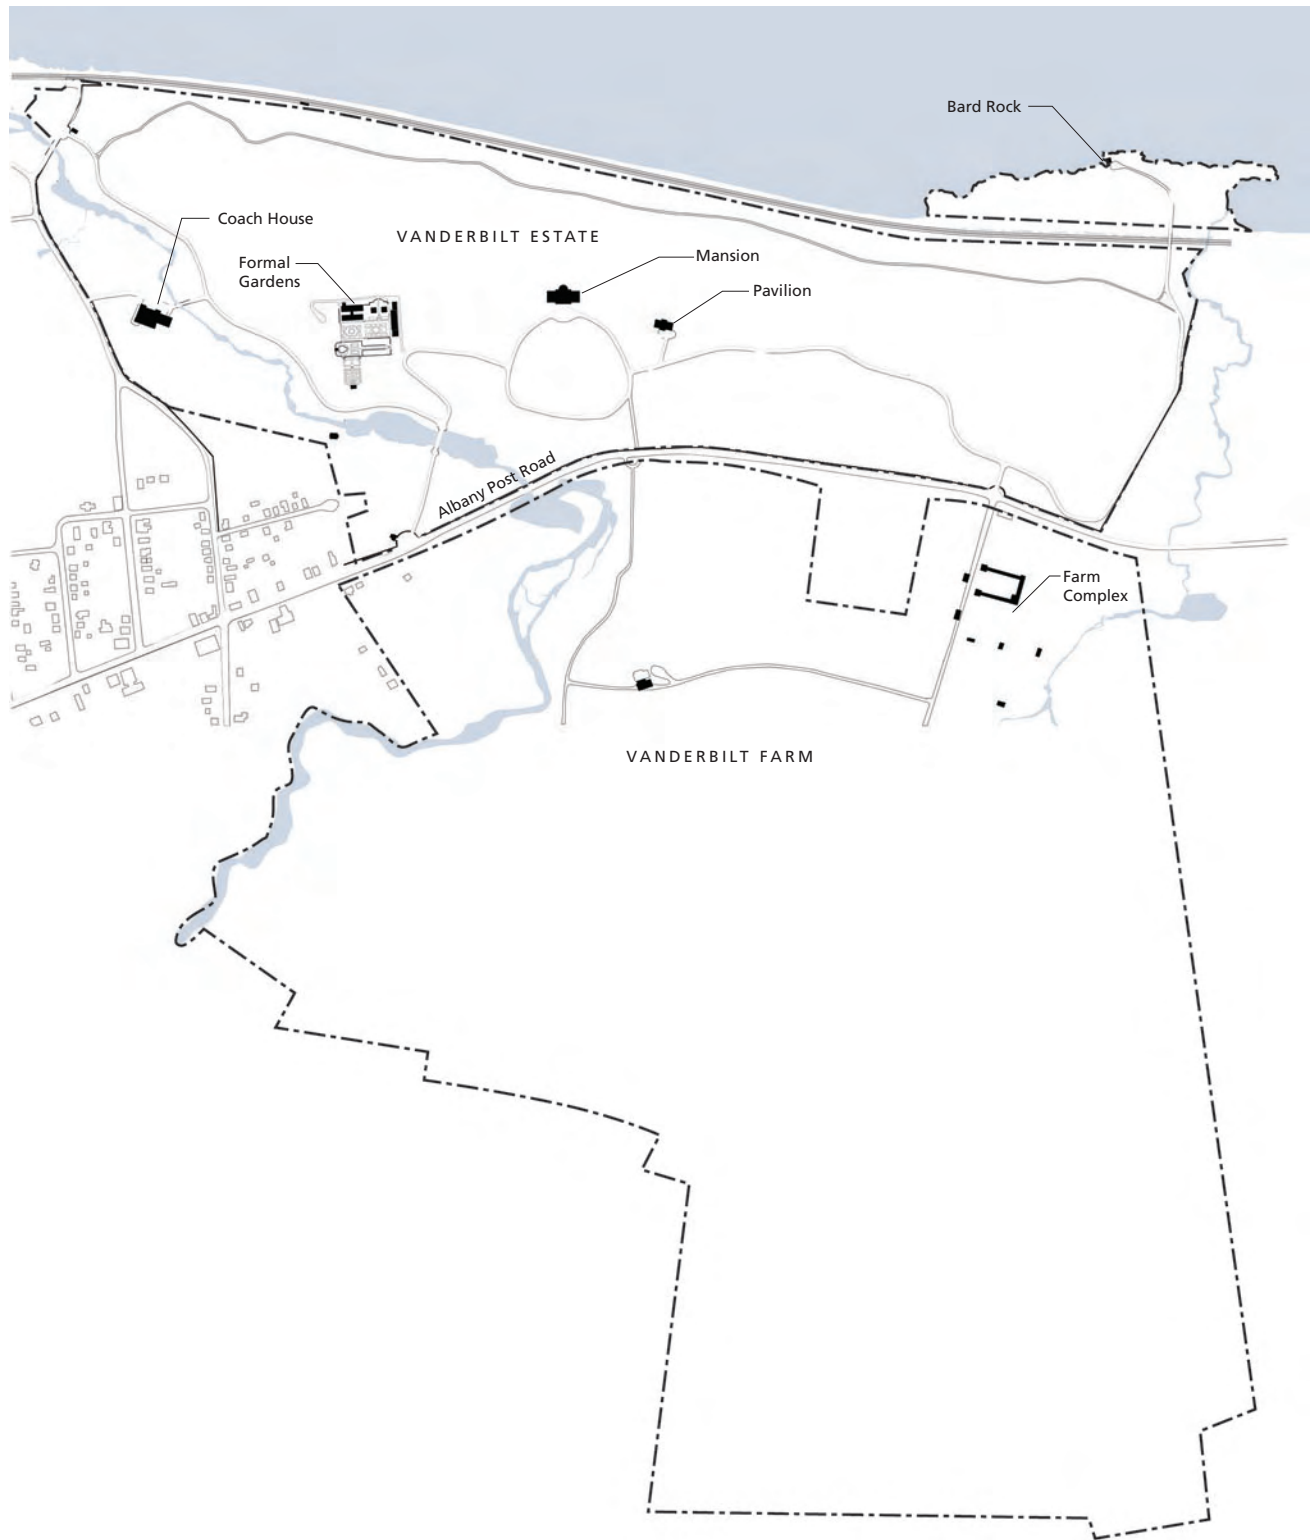 Bard Rock
Coach House
VANDERBILT ESTATE
Formal
Gardens
Mansion
Pavilion
Albany Post Road
Farm
Complex
VANDERBILT FARM